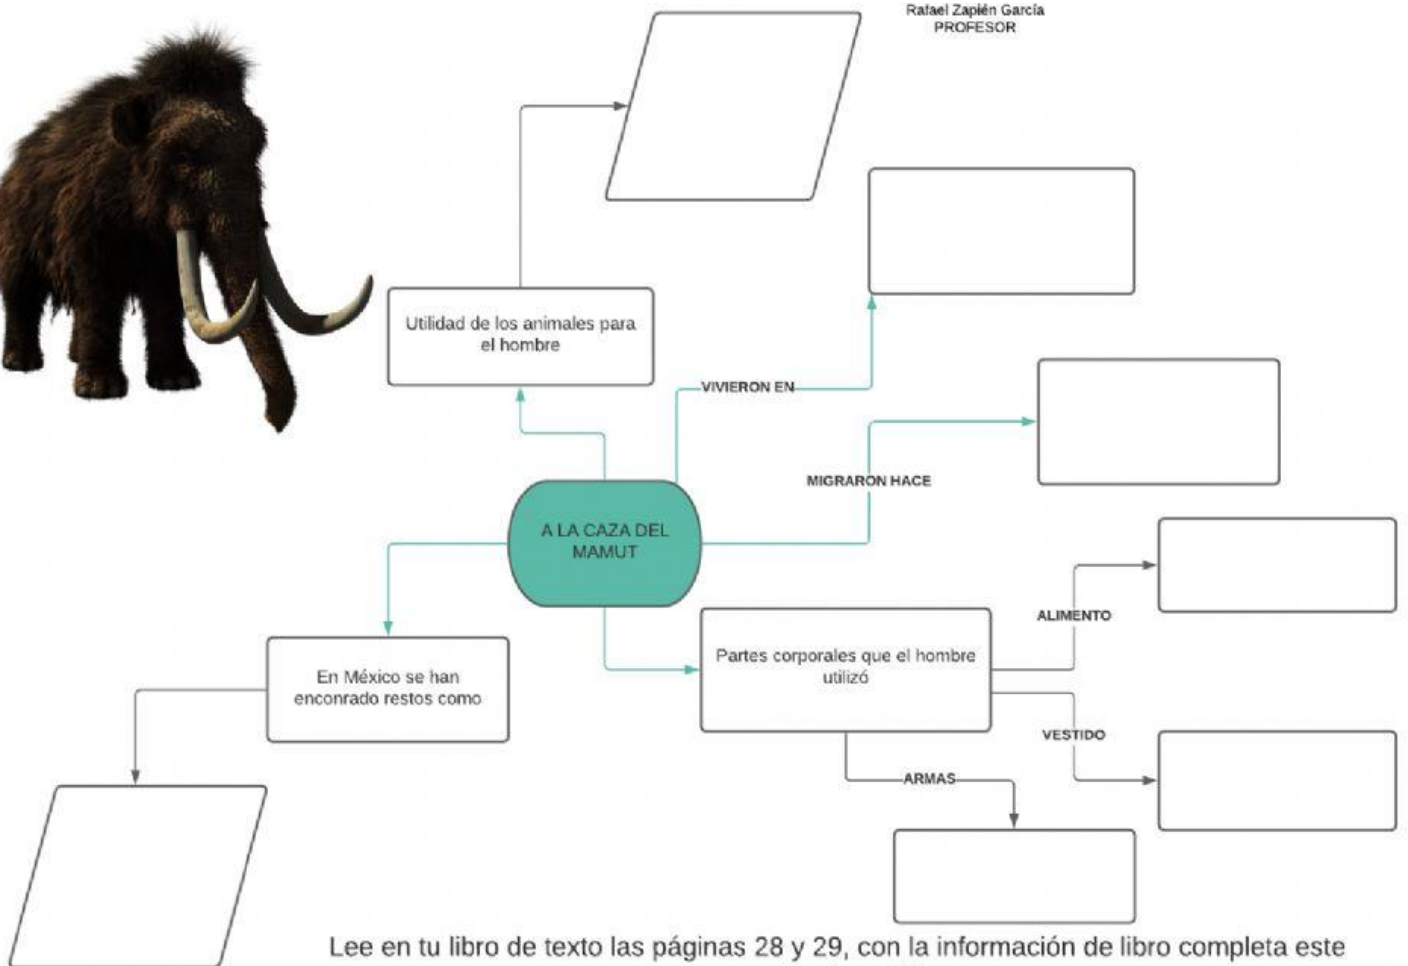 Rafael Zapién García
PROFESOR
Utilidad de los animales para
el hombre
VIVIERON EN
MIGRARON HACE
A LA CAZA DEL
MAMUT
ALIMENTO
Partes corporales que el hombre
utilizó
En México se han
enconrado restos como
VESTIDO
ARMAS
Lee en tu libro de texto las páginas 28 y 29, con la información de libro completa este